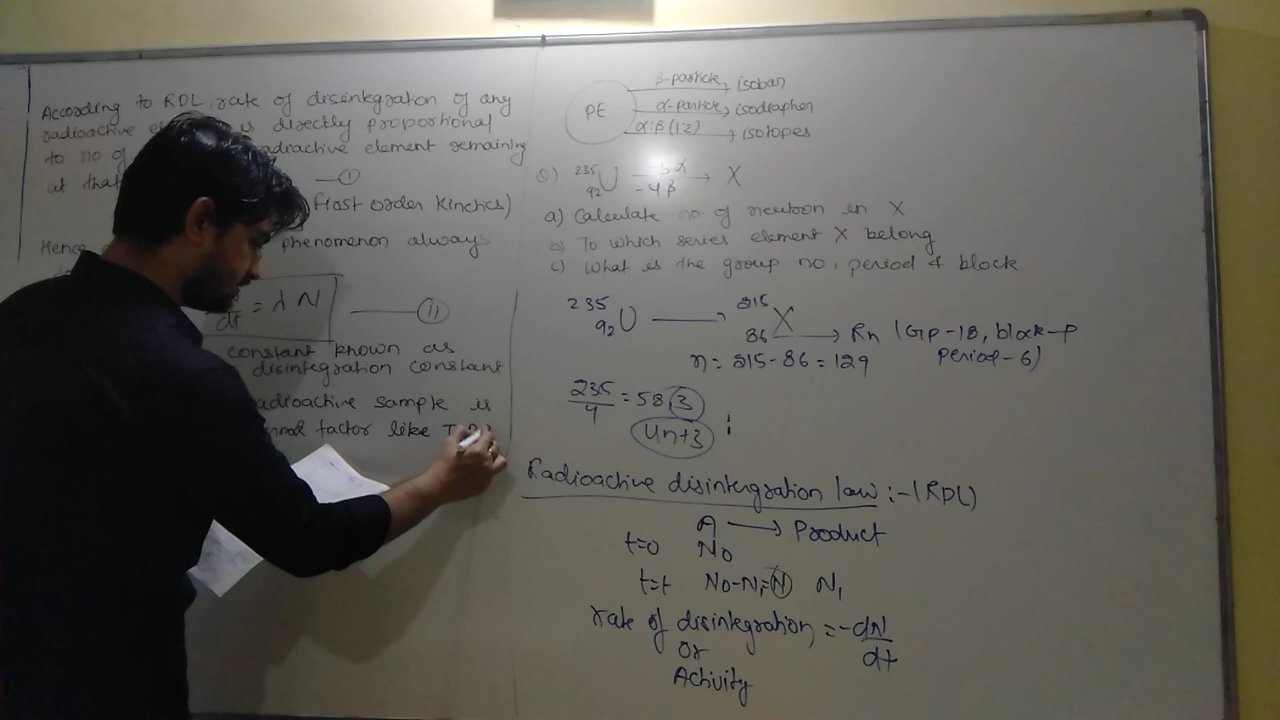 According to RDL, rate of disintegration of any
radioactive is directly proportional
to no of radioactive element remaining
at that
—(I)
First order kinetics)
Hence phenomenon always
dt = λ N —(II)
constant known as
disintegration constant
radioactive sample is
factor like T,P
PE
β-particle, isobar
α-particle, isodiapher
α:β (1:2) isotopes
Q) 235 92 U -5α -4β → X
a) Calculate no of neutron in X
b) To which series element X belong
c) What is the group no, period & block
235 92 U → 215 86 X → Rn (GP-18, block-P
n = 215-86 = 129 Period-6)
235/4 = 58(3)
4n+3
Radioactive disintergration law :- (RDL)
A → Product
t=0 N0
t=t N0-N1=N N1
rate of disintegration = -dN/dt
or
Activity